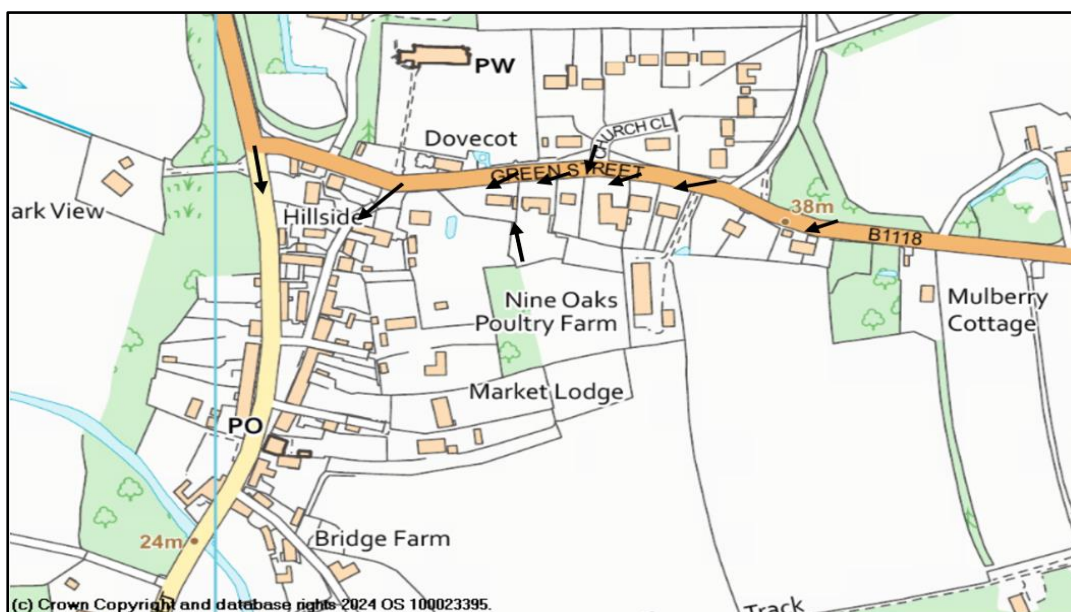 PW
Dovecot
CHURCH CL
GREEN STREET
Hillside
ark View
38m
B1118
Nine Oaks
Poultry Farm
Mulberry
Cottage
Market Lodge
PO
24m
Bridge Farm
Track
(c) Crown Copyright and database rights 2024 OS 100023395.